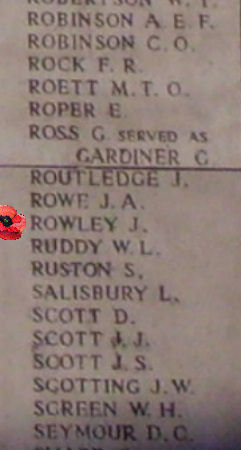 ROBERTSON W. T.
ROBINSON A. E. F.
ROBINSON C. O.
ROCK F. R.
ROETT M. T. O.
ROPER E.
ROSS G. SERVED AS
GARDINER G.
ROUTLEDGE J.
ROWE J. A.
ROWLEY J.
RUDDY W. L.
RUSTON S.
SALISBURY L.
SCOTT D.
SCOTT J. J.
SCOTT J. S.
SCOTTING J. W.
SCREEN W. H.
SEYMOUR D. C.